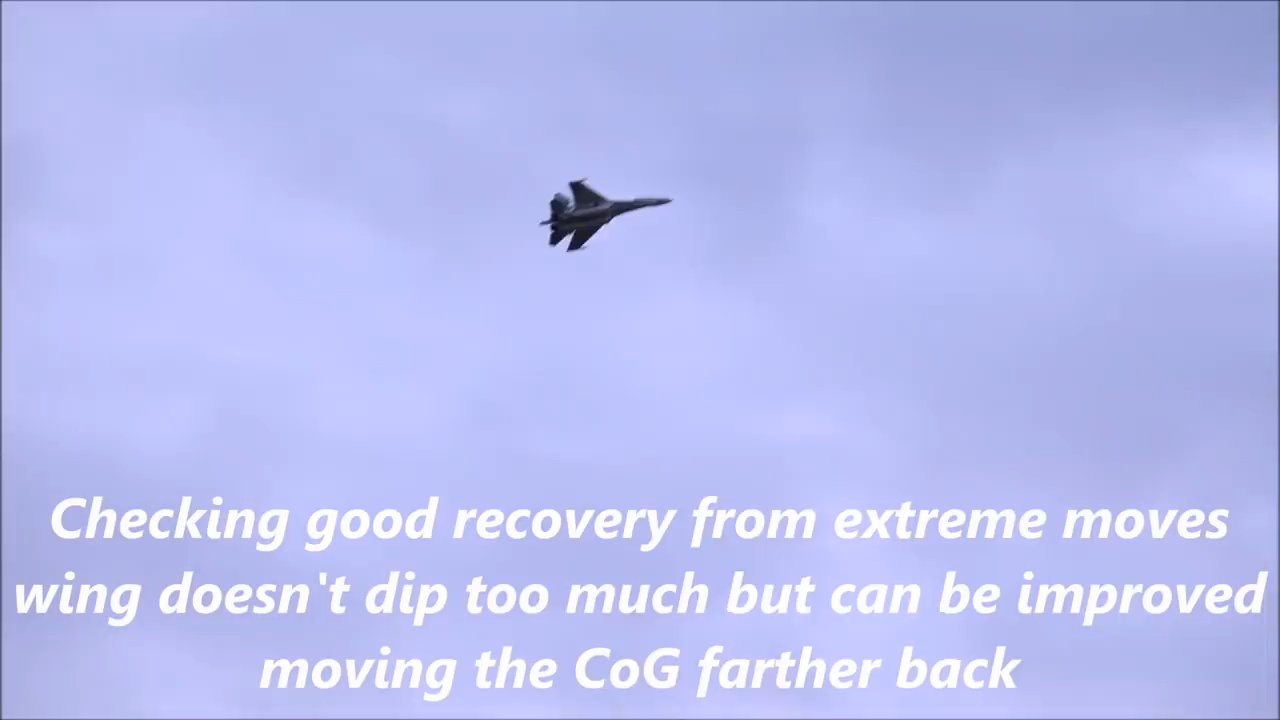 Checking good recovery from extreme moves
wing doesn't dip too much but can be improved
moving the CoG farther back